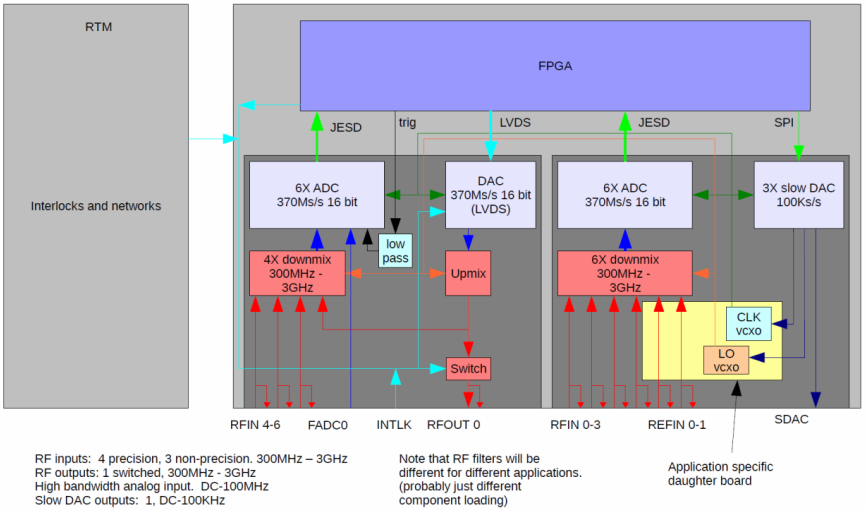 RTM
FPGA
JESD
trig
LVDS
JESD
SPI
Interlocks and networks
6X ADC
370Ms/s 16 bit
DAC
370Ms/s 16 bit
(LVDS)
6X ADC
370Ms/s 16 bit
3X slow DAC
100Ks/s
low
pass
4X downmix
300MHz -
3GHz
Upmix
6X downmix
300MHz -
3GHz
CLK
vcxo
LO
vcxo
Switch
RFIN 4-6
FADC0
INTLK
RFOUT 0
RFIN 0-3
REFIN 0-1
SDAC
RF inputs: 4 precision, 3 non-precision. 300MHz – 3GHz
RF outputs: 1 switched, 300MHz - 3GHz
High bandwidth analog input. DC-100MHz
Slow DAC outputs: 1, DC-100KHz
Note that RF filters will be
different for different applications.
(probably just different
component loading)
Application specific
daughter board